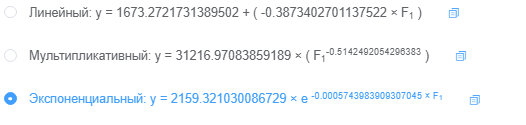 Линейный: y = 1673.2721731389502 + ( -0.3873402701137522 × F₁ )
Мультипликативный: y = 31216.97083859189 × ( F₁^-0.5142492054296383 )
Экспоненциальный: y = 2159.321030086729 × e^-0.0005743983909307045 × F₁